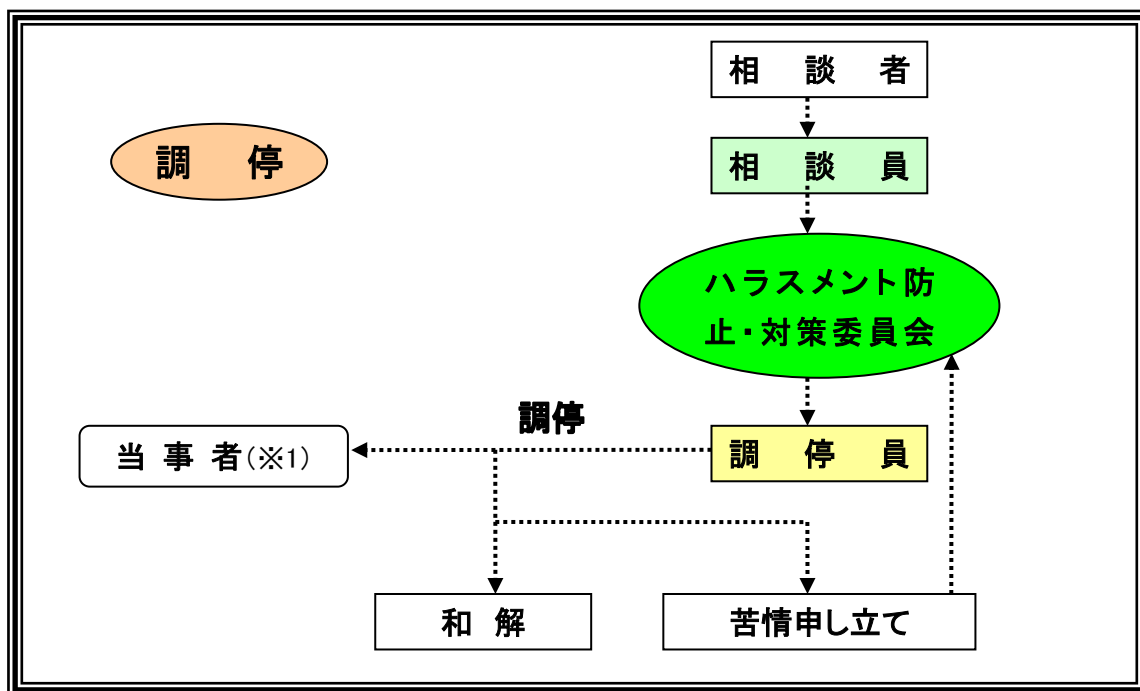 相談者
調停
相談員
ハラスメント防
止・対策委員会
調停
当事者(※1)
調停員
和解
苦情申し立て